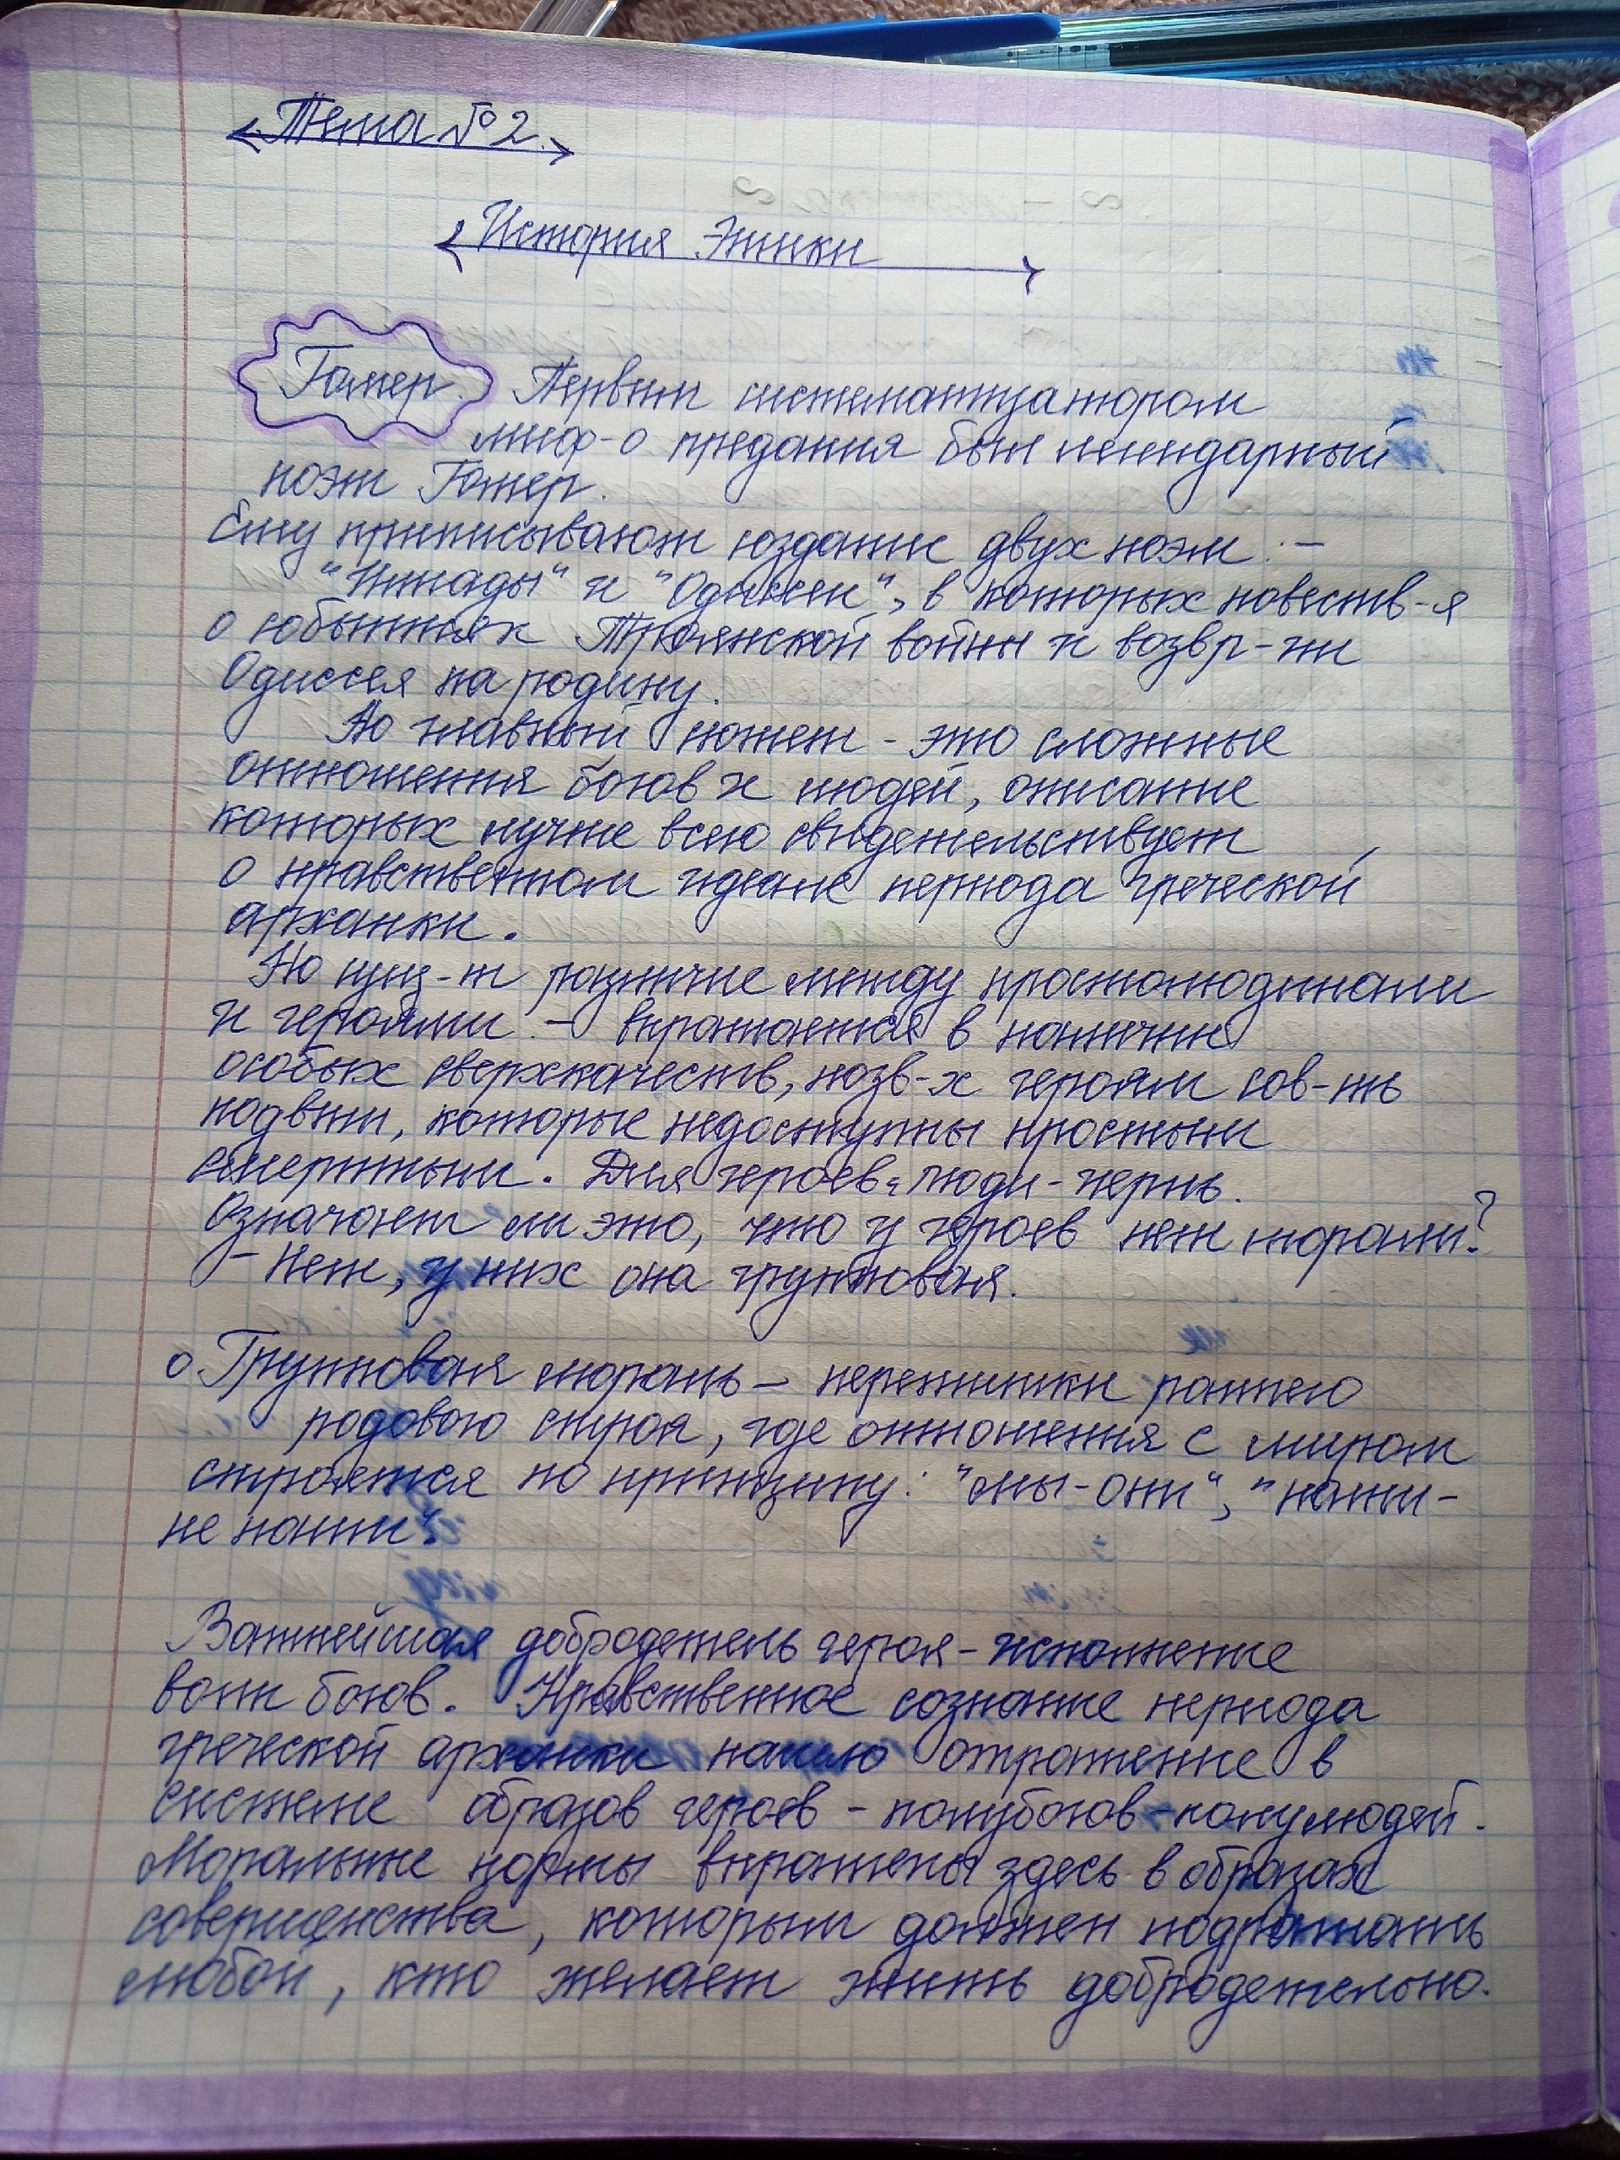 Тема №2.
История Этики
Гомер. Первым систематизатором
миф-о предания был легендарный
поэт Гомер.
Ему приписывают создание двух поэм: -
"Илиады" и "Одиссеи", в которых повеств-я
о событиях Троянской войны и возвр-ии
Одиссея на родину.
Но главный сюжет - это сложные
отношения богов и людей, описание
которых лучше всего свидетельствует
о нравственном идеале периода греческой
архаики.
Но сущ-т различие между простолюдинами
и героями - выражается в наличии
особых сверхкачеств, позв-х героям сов-ть
подвиги, которые недоступны простым
смертным. Для героев, люди - чернь.
Означает ли это, что у героев нет морали?
- Нет, у них она групповая.
о Групповая мораль - пережитки раннего
родового строя, где отношения с миром
строятся по принципу: "мы-они", "наши-
не наши".
Важнейшая добродетель героя - исполнение
воли богов. Нравственное сознание периода
греческой архаики нашло отражение в
системе образов героев - полубогов-полулюдей.
Моральные нормы выражены здесь в образах
совершенства, которым должен подражать
любой, кто желает жить добродетельно.